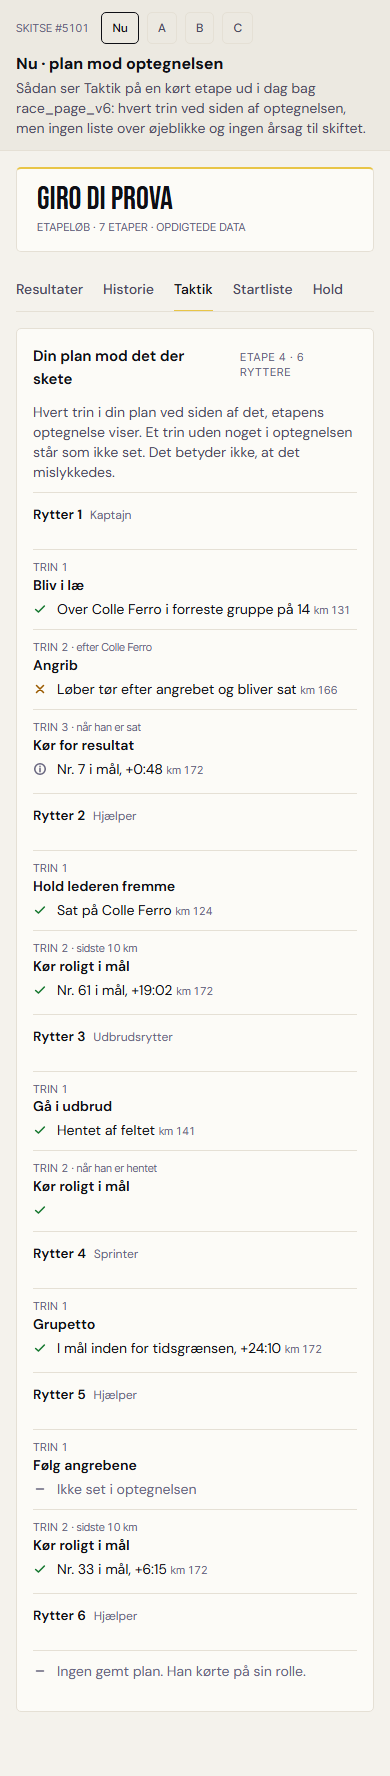 SKITSE #5101 Nu A B C
Nu · plan mod optegnelsen
Sådan ser Taktik på en kørt etape ud i dag bag
race_page_v6: hvert trin ved siden af optegnelsen,
men ingen liste over øjeblikke og ingen årsag til skiftet.
GIRO DI PROVA
ETAPELØB · 7 ETAPER · OPDIGTEDE DATA
Resultater Historie Taktik Startliste Hold
Din plan mod det der
skete
ETAPE 4 · 6
RYTTERE
Hvert trin i din plan ved siden af det, etapens
optegnelse viser. Et trin uden noget i optegnelsen
står som ikke set. Det betyder ikke, at det
mislykkedes.
Rytter 1 Kaptajn
TRIN 1
Bliv i læ
Over Colle Ferro i forreste gruppe på 14 km 131
TRIN 2 · efter Colle Ferro
Angrib
Løber tør efter angrebet og bliver sat km 166
TRIN 3 · når han er sat
Kør for resultat
Nr. 7 i mål, +0:48 km 172
Rytter 2 Hjælper
TRIN 1
Hold lederen fremme
Sat på Colle Ferro km 124
TRIN 2 · sidste 10 km
Kør roligt i mål
Nr. 61 i mål, +19:02 km 172
Rytter 3 Udbrudsrytter
TRIN 1
Gå i udbrud
Hentet af feltet km 141
TRIN 2 · når han er hentet
Kør roligt i mål
Rytter 4 Sprinter
TRIN 1
Grupetto
I mål inden for tidsgrænsen, +24:10 km 172
Rytter 5 Hjælper
TRIN 1
Følg angrebene
Ikke set i optegnelsen
TRIN 2 · sidste 10 km
Kør roligt i mål
Nr. 33 i mål, +6:15 km 172
Rytter 6 Hjælper
Ingen gemt plan. Han kørte på sin rolle.